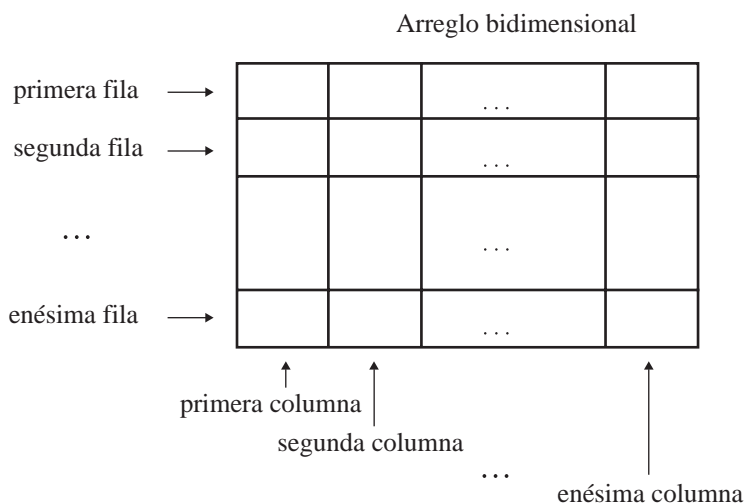 Arreglo bidimensional
primera fila
. . .
segunda fila
. . .
. . .
. . .
enésima fila
. . .
primera columna
segunda columna
. . .
enésima columna